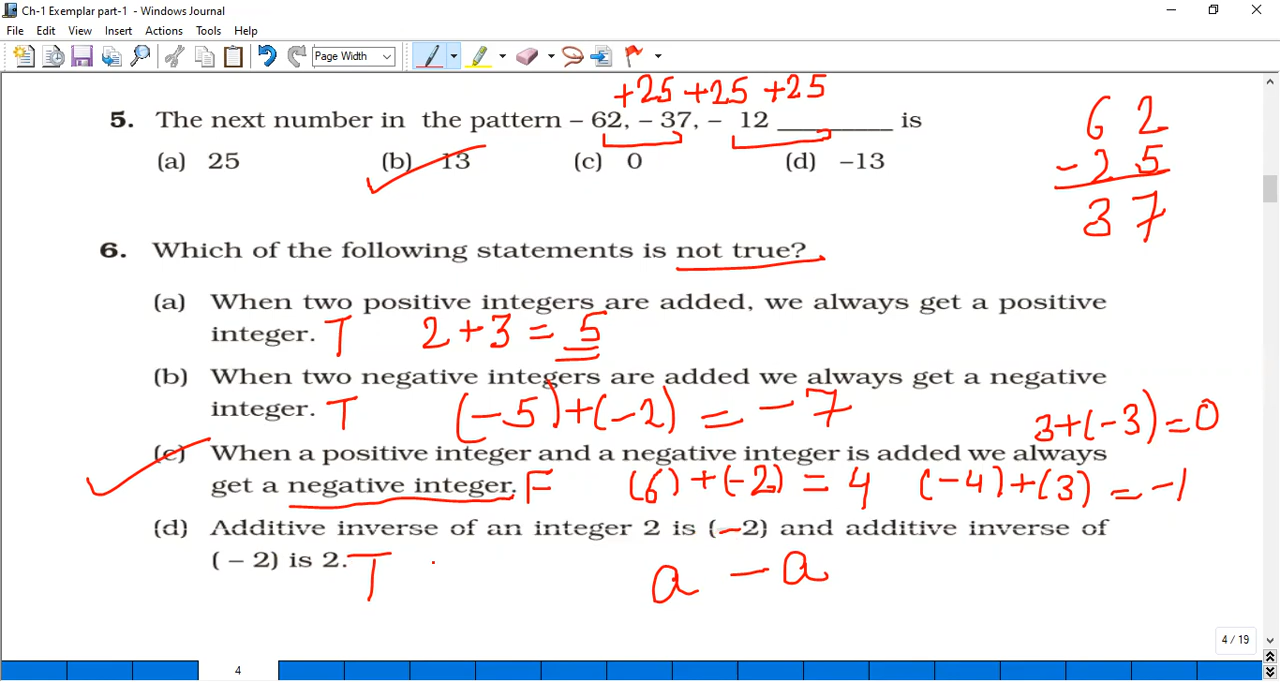 Ch-1 Exemplar part-1 - Windows Journal
File Edit View Insert Actions Tools Help
Page Width
+25 +25 +25
5. The next number in the pattern – 62, – 37, – 12 ________ is
(a) 25 (b) 13 (c) 0 (d) –13
62
-25
37
6. Which of the following statements is not true?
(a) When two positive integers are added, we always get a positive
integer. T 2+3 = 5
(b) When two negative integers are added we always get a negative
integer. T (-5)+(-2) = -7
3+(-3)=0
(c) When a positive integer and a negative integer is added we always
get a negative integer. F (6)+(-2) = 4 (-4)+(3) = -1
(d) Additive inverse of an integer 2 is (–2) and additive inverse of
( – 2) is 2. T a -a
4 / 19
4